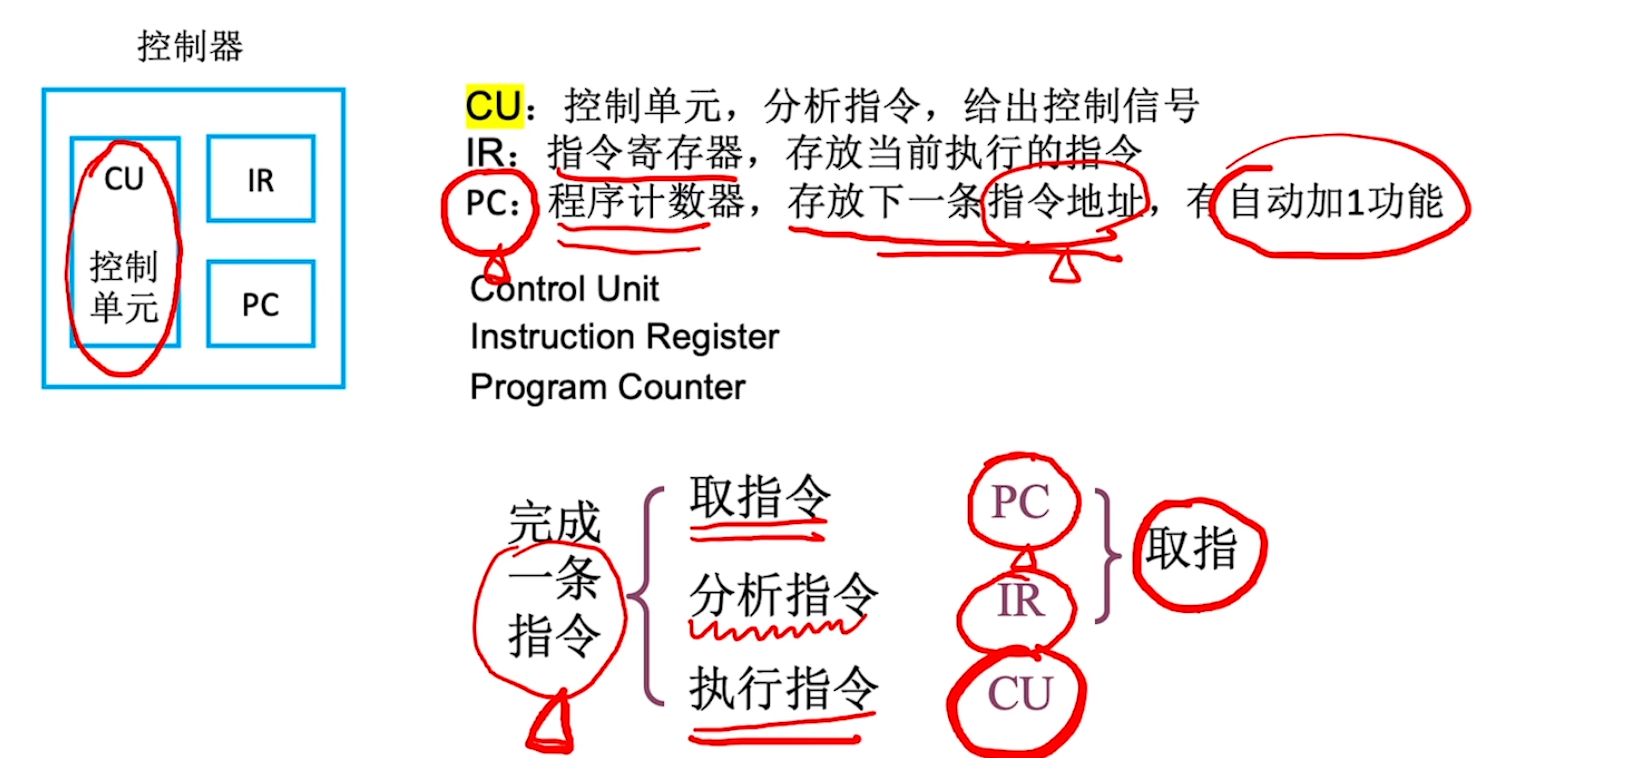 控制器
CU
控制
单元
IR
PC
CU：控制单元，分析指令，给出控制信号
IR：指令寄存器，存放当前执行的指令
PC：程序计数器，存放下一条指令地址，有自动加1功能
Control Unit
Instruction Register
Program Counter
完成
一条
指令
取指令
分析指令
执行指令
PC
IR
CU
取指